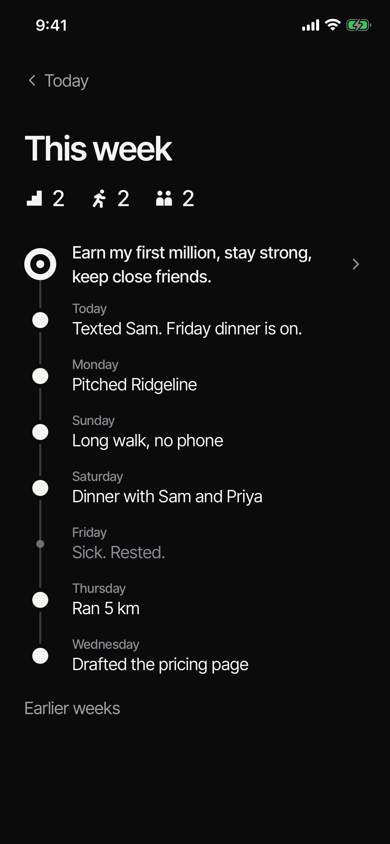 9:41
Today
This week
2 2 2
Earn my first million, stay strong,
keep close friends.
Today
Texted Sam. Friday dinner is on.
Monday
Pitched Ridgeline
Sunday
Long walk, no phone
Saturday
Dinner with Sam and Priya
Friday
Sick. Rested.
Thursday
Ran 5 km
Wednesday
Drafted the pricing page
Earlier weeks